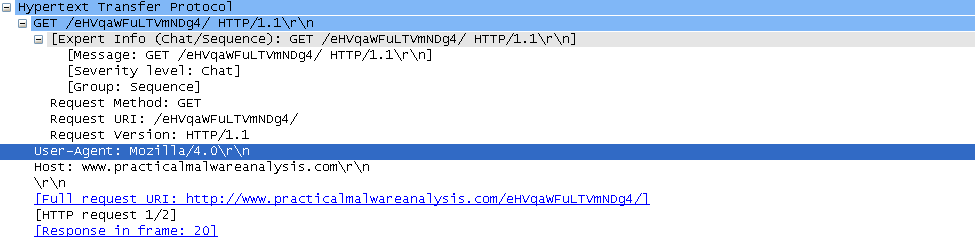 Hypertext Transfer Protocol
GET /eHVqaWFuLTVmNDg4/ HTTP/1.1\r\n
[Expert Info (Chat/Sequence): GET /eHVqaWFuLTVmNDg4/ HTTP/1.1\r\n]
[Message: GET /eHVqaWFuLTVmNDg4/ HTTP/1.1\r\n]
[Severity level: Chat]
[Group: Sequence]
Request Method: GET
Request URI: /eHVqaWFuLTVmNDg4/
Request Version: HTTP/1.1
User-Agent: Mozilla/4.0\r\n
Host: www.practicalmalwareanalysis.com\r\n
\r\n
[Full request URI: http://www.practicalmalwareanalysis.com/eHVqaWFuLTVmNDg4/]
[HTTP request 1/2]
[Response in frame: 20]